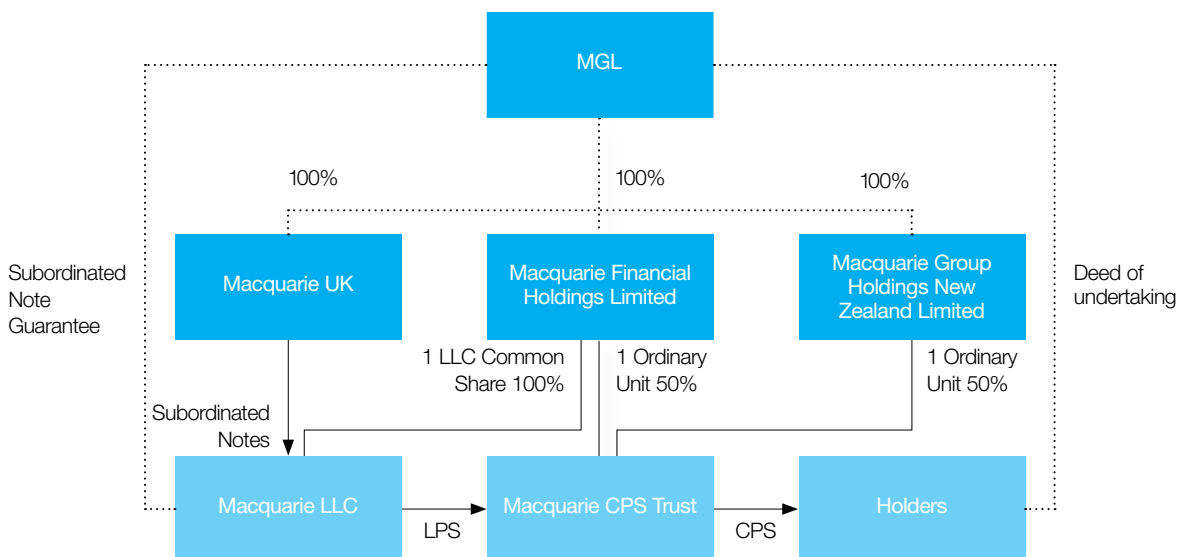 MGL
100%
100%
100%
Subordinated
Note
Guarantee
Macquarie UK
Macquarie Financial
Holdings Limited
Macquarie Group
Holdings New
Zealand Limited
Deed of
undertaking
1 LLC Common
Share 100%
1 Ordinary
Unit 50%
1 Ordinary
Unit 50%
Subordinated
Notes
Macquarie LLC
LPS
Macquarie CPS Trust
CPS
Holders